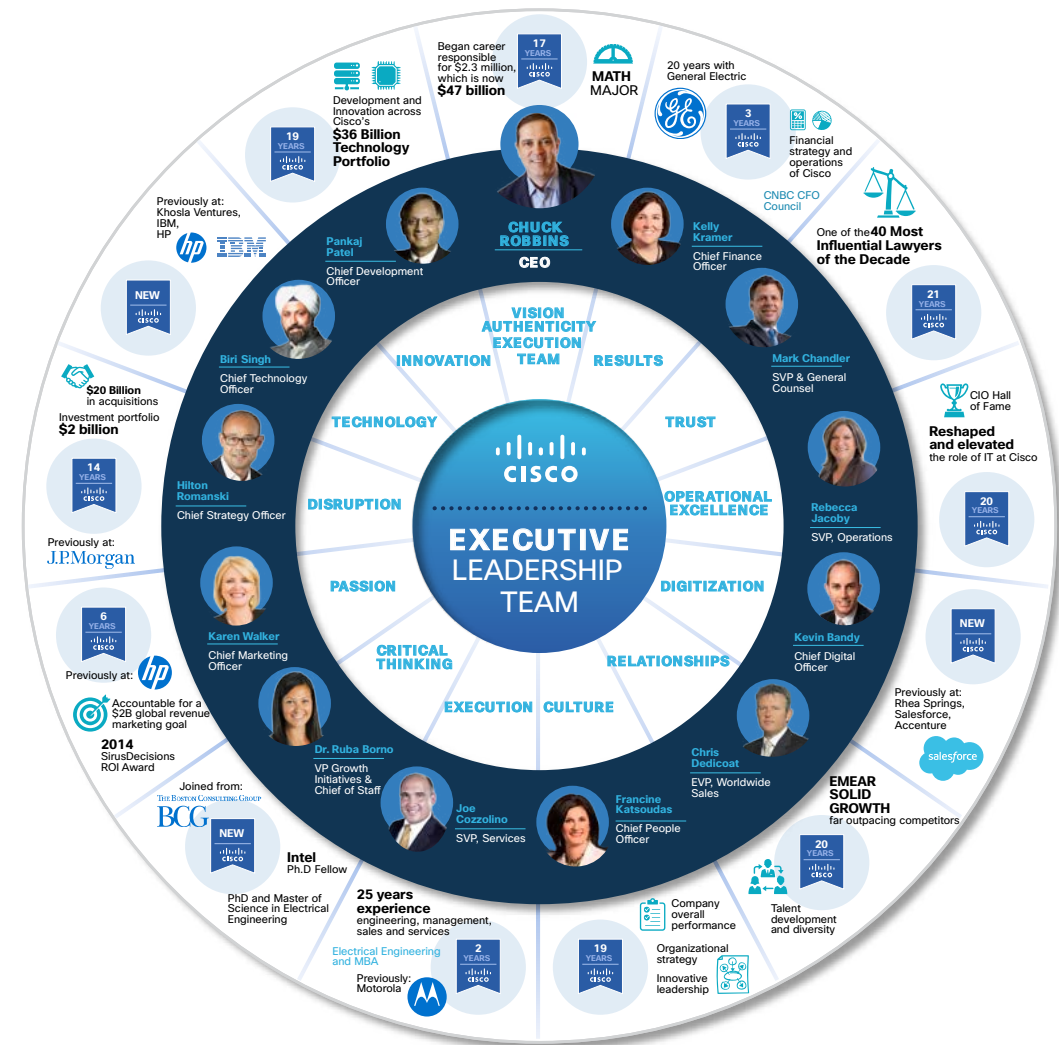 CISCO
EXECUTIVE
LEADERSHIP
TEAM
VISION
AUTHENTICITY
EXECUTION
TEAM
RESULTS
TRUST
OPERATIONAL
EXCELLENCE
DIGITIZATION
RELATIONSHIPS
CULTURE
EXECUTION
CRITICAL
THINKING
PASSION
DISRUPTION
TECHNOLOGY
INNOVATION
CHUCK
ROBBINS
CEO
Began career
responsible
for $2.3 million,
which is now
$47 billion
17
YEARS
CISCO
MATH
MAJOR
Kelly
Kramer
Chief Finance
Officer
20 years with
General Electric
GE
3
YEARS
CISCO
Financial
strategy and
operations
of Cisco
CNBC CFO
Council
Mark Chandler
SVP & General
Counsel
One of the 40 Most
Influential Lawyers
of the Decade
21
YEARS
CISCO
Rebecca
Jacoby
SVP, Operations
CIO Hall
of Fame
Reshaped
and elevated
the role of IT at Cisco
20
YEARS
CISCO
Kevin Bandy
Chief Digital
Officer
NEW
CISCO
Previously at:
Rhea Springs,
Salesforce,
Accenture
salesforce
Chris
Dedicoat
EVP, Worldwide
Sales
EMEAR
SOLID
GROWTH
far outpacing competitors
20
YEARS
CISCO
Talent
development
and diversity
Francine
Katsoudas
Chief People
Officer
Company
overall
performance
19
YEARS
CISCO
Organizational
strategy
Innovative
leadership
Joe
Cozzolino
SVP, Services
25 years
experience
engineering, management,
sales and services
Electrical Engineering
and MBA
Previously:
Motorola
2
YEARS
CISCO
Dr. Ruba Borno
VP Growth
Initiatives &
Chief of Staff
Joined from:
THE BOSTON CONSULTING GROUP
BCG
NEW
CISCO
Intel
Ph.D Fellow
PhD and Master of
Science in Electrical
Engineering
Karen Walker
Chief Marketing
Officer
6
YEARS
CISCO
Previously at:
hp
Accountable for a
$2B global revenue
marketing goal
2014
SirusDecisions
ROI Award
Hilton
Romanski
Chief Strategy Officer
$20 Billion
in acquisitions
Investment portfolio
$2 billion
14
YEARS
CISCO
Previously at:
J.P.Morgan
Biri Singh
Chief Technology
Officer
Previously at:
Khosla Ventures,
IBM,
HP
hp
IBM
NEW
CISCO
Pankaj
Patel
Chief Development
Officer
Development and
Innovation across
Cisco's
$36 Billion
Technology
Portfolio
19
YEARS
CISCO